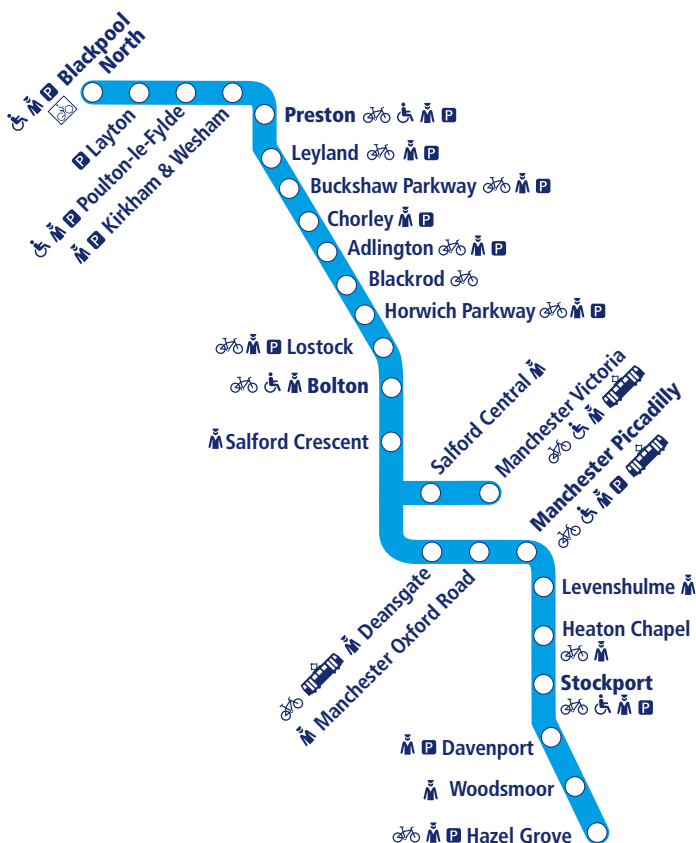 Blackpool
North
P Layton
P Poulton-le-Fylde
P Kirkham & Wesham
Preston P
Leyland P
Buckshaw Parkway P
Chorley P
Adlington P
Blackrod
Horwich Parkway P
P Lostock
Bolton
Salford Crescent
Salford Central
Manchester Victoria
Manchester Piccadilly
P
Deansgate
Manchester Oxford Road
Levenshulme
Heaton Chapel
Stockport
P
P Davenport
Woodsmoor
P Hazel Grove